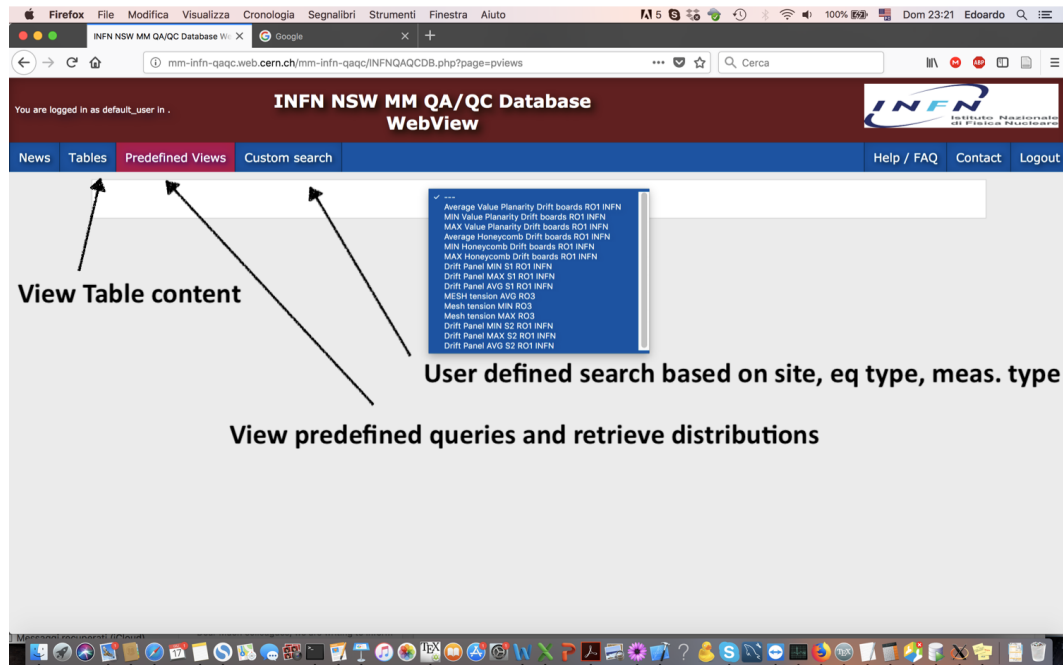 Firefox File Modifica Visualizza Cronologia Segnalibri Strumenti Finestra Aiuto 5 100% Dom 23:21 Edoardo
INFN NSW MM QA/QC Database We Google
mm-infn-qaqc.web.cern.ch/mm-infn-qaqc/INFNQAQCDB.php?page=pviews Cerca
You are logged in as default_user in .
INFN NSW MM QA/QC Database
WebView
INFN
Istituto Nazionale
di Fisica Nucleare
News Tables Predefined Views Custom search Help / FAQ Contact Logout
---
Average Value Planarity Drift boards RO1 INFN
MIN Value Planarity Drift boards RO1 INFN
MAX Value Planarity Drift boards RO1 INFN
Average Honeycomb Drift boards RO1 INFN
MIN Honeycomb Drift boards RO1 INFN
MAX Honeycomb Drift boards RO1 INFN
Drift Panel MIN S1 RO1 INFN
Drift Panel MAX S1 RO1 INFN
Drift Panel AVG S1 RO1 INFN
MESH tension AVG RO3
Mesh tension MIN RO3
Mesh tension MAX RO3
Drift Panel MIN S2 RO1 INFN
Drift Panel MAX S2 RO1 INFN
Drift Panel AVG S2 RO1 INFN
View Table content
User defined search based on site, eq type, meas. type
View predefined queries and retrieve distributions
Messaggi recuperati (iCloud)